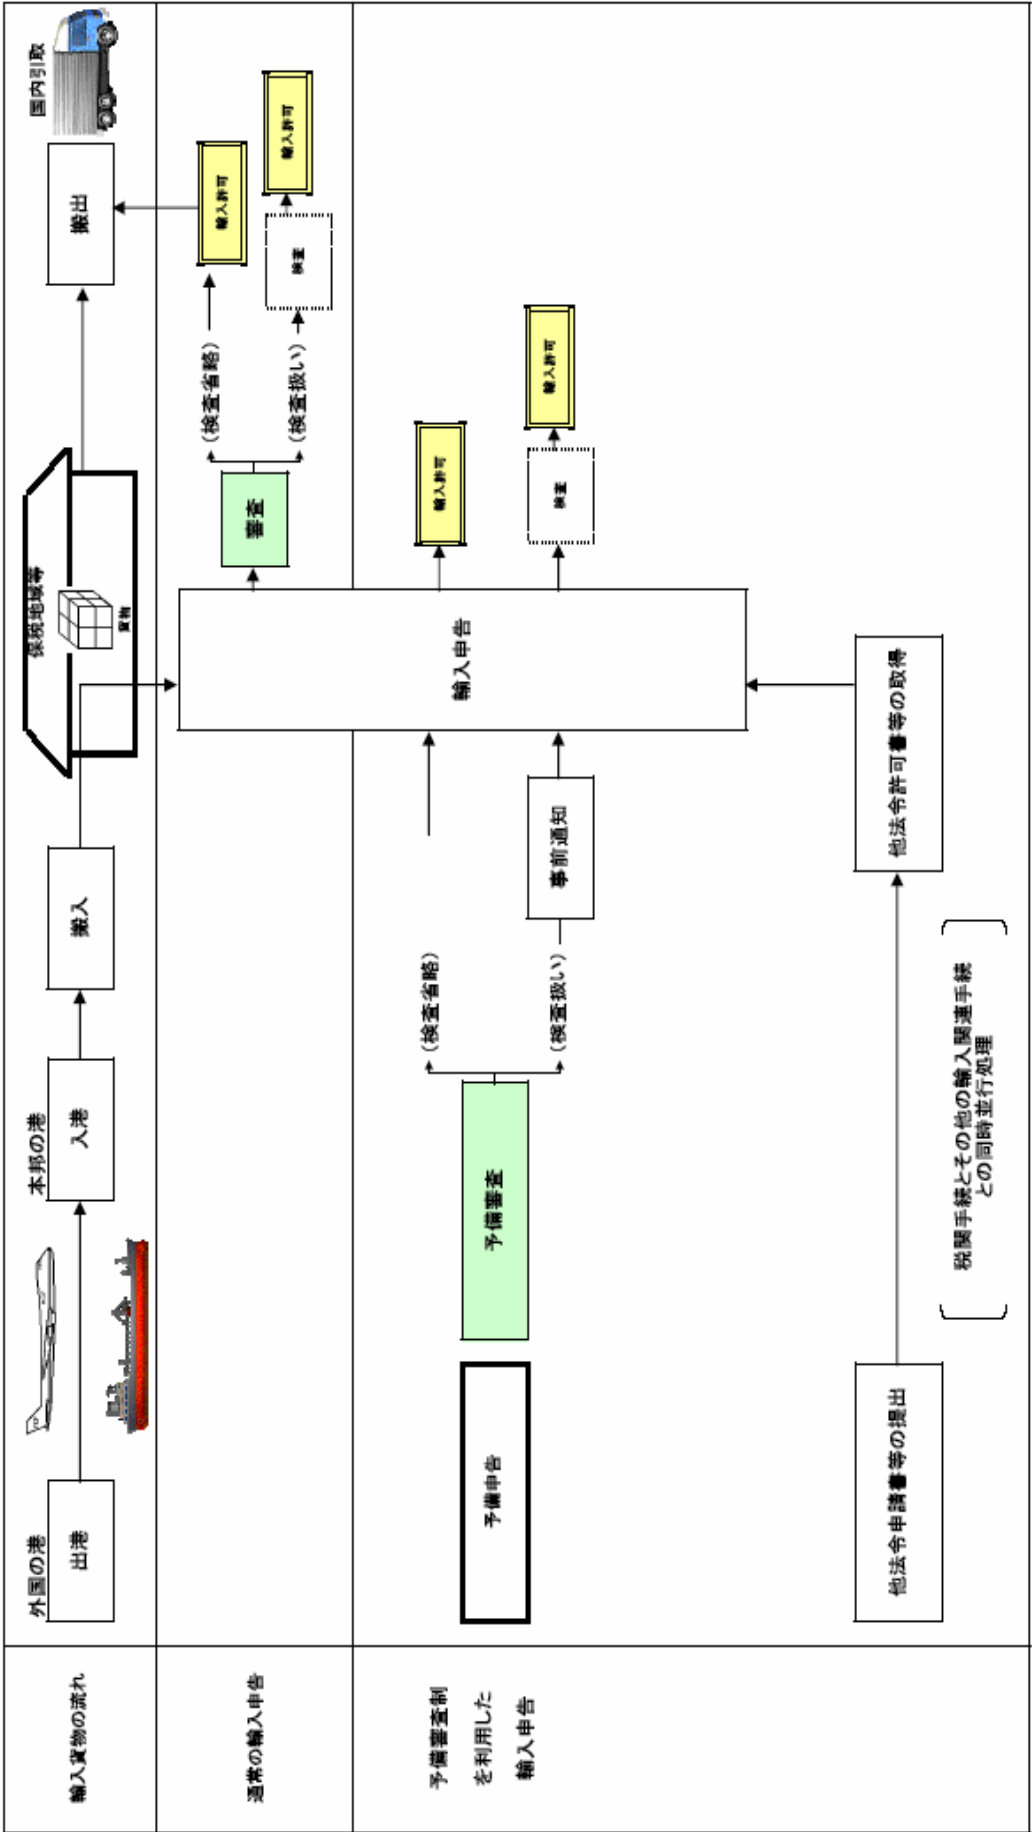 輸入貨物の流れ
外国の港
出港
本邦の港
入港
搬入
保税地域等
貨物
搬出
国内引取
通常の輸入申告
輸入申告
審査
(検査省略)
輸入許可
(検査扱い)
検査
輸入許可
予備審査制
を利用した
輸入申告
予備申告
予備審査
(検査省略)
(検査扱い)
事前通知
輸入許可
検査
輸入許可
他法令申請書等の提出
税関手続とその他の輸入関連手続
との同時並行処理
他法令許可書等の取得